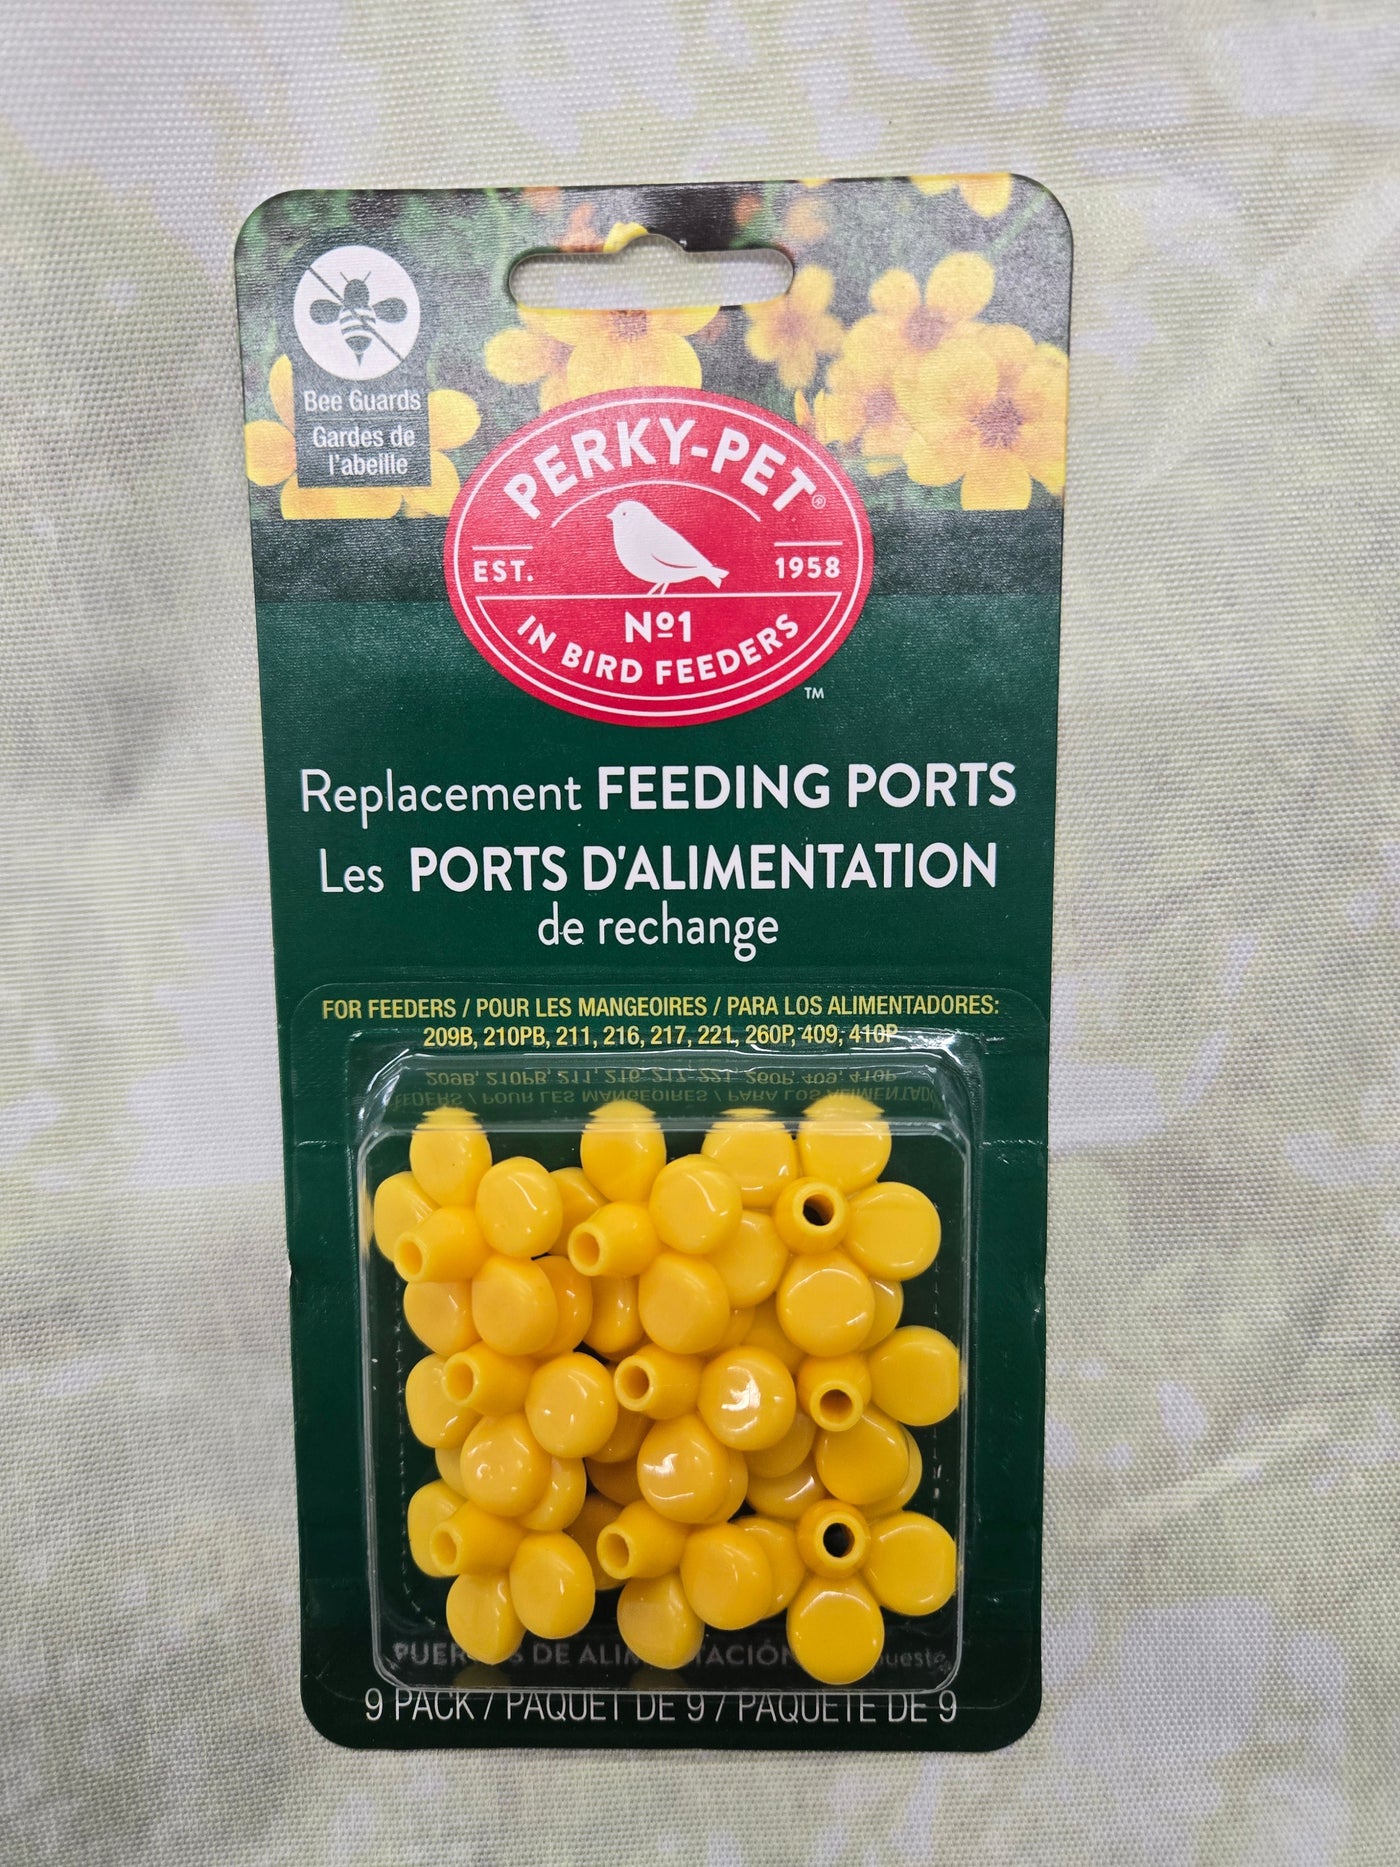 Bee Guards
Gardes de
l'abeille
PERKY-PET®
EST. 1958
Nº1
IN BIRD FEEDERS
TM
Replacement FEEDING PORTS
Les PORTS D'ALIMENTATION
de rechange
FOR FEEDERS / POUR LES MANGEOIRES / PARA LOS ALIMENTADORES:
209B, 210PB, 211, 216, 217, 221, 260P, 409, 410P
DE
9 PACK / PAQUET DE 9 / PAQUETE DE 9